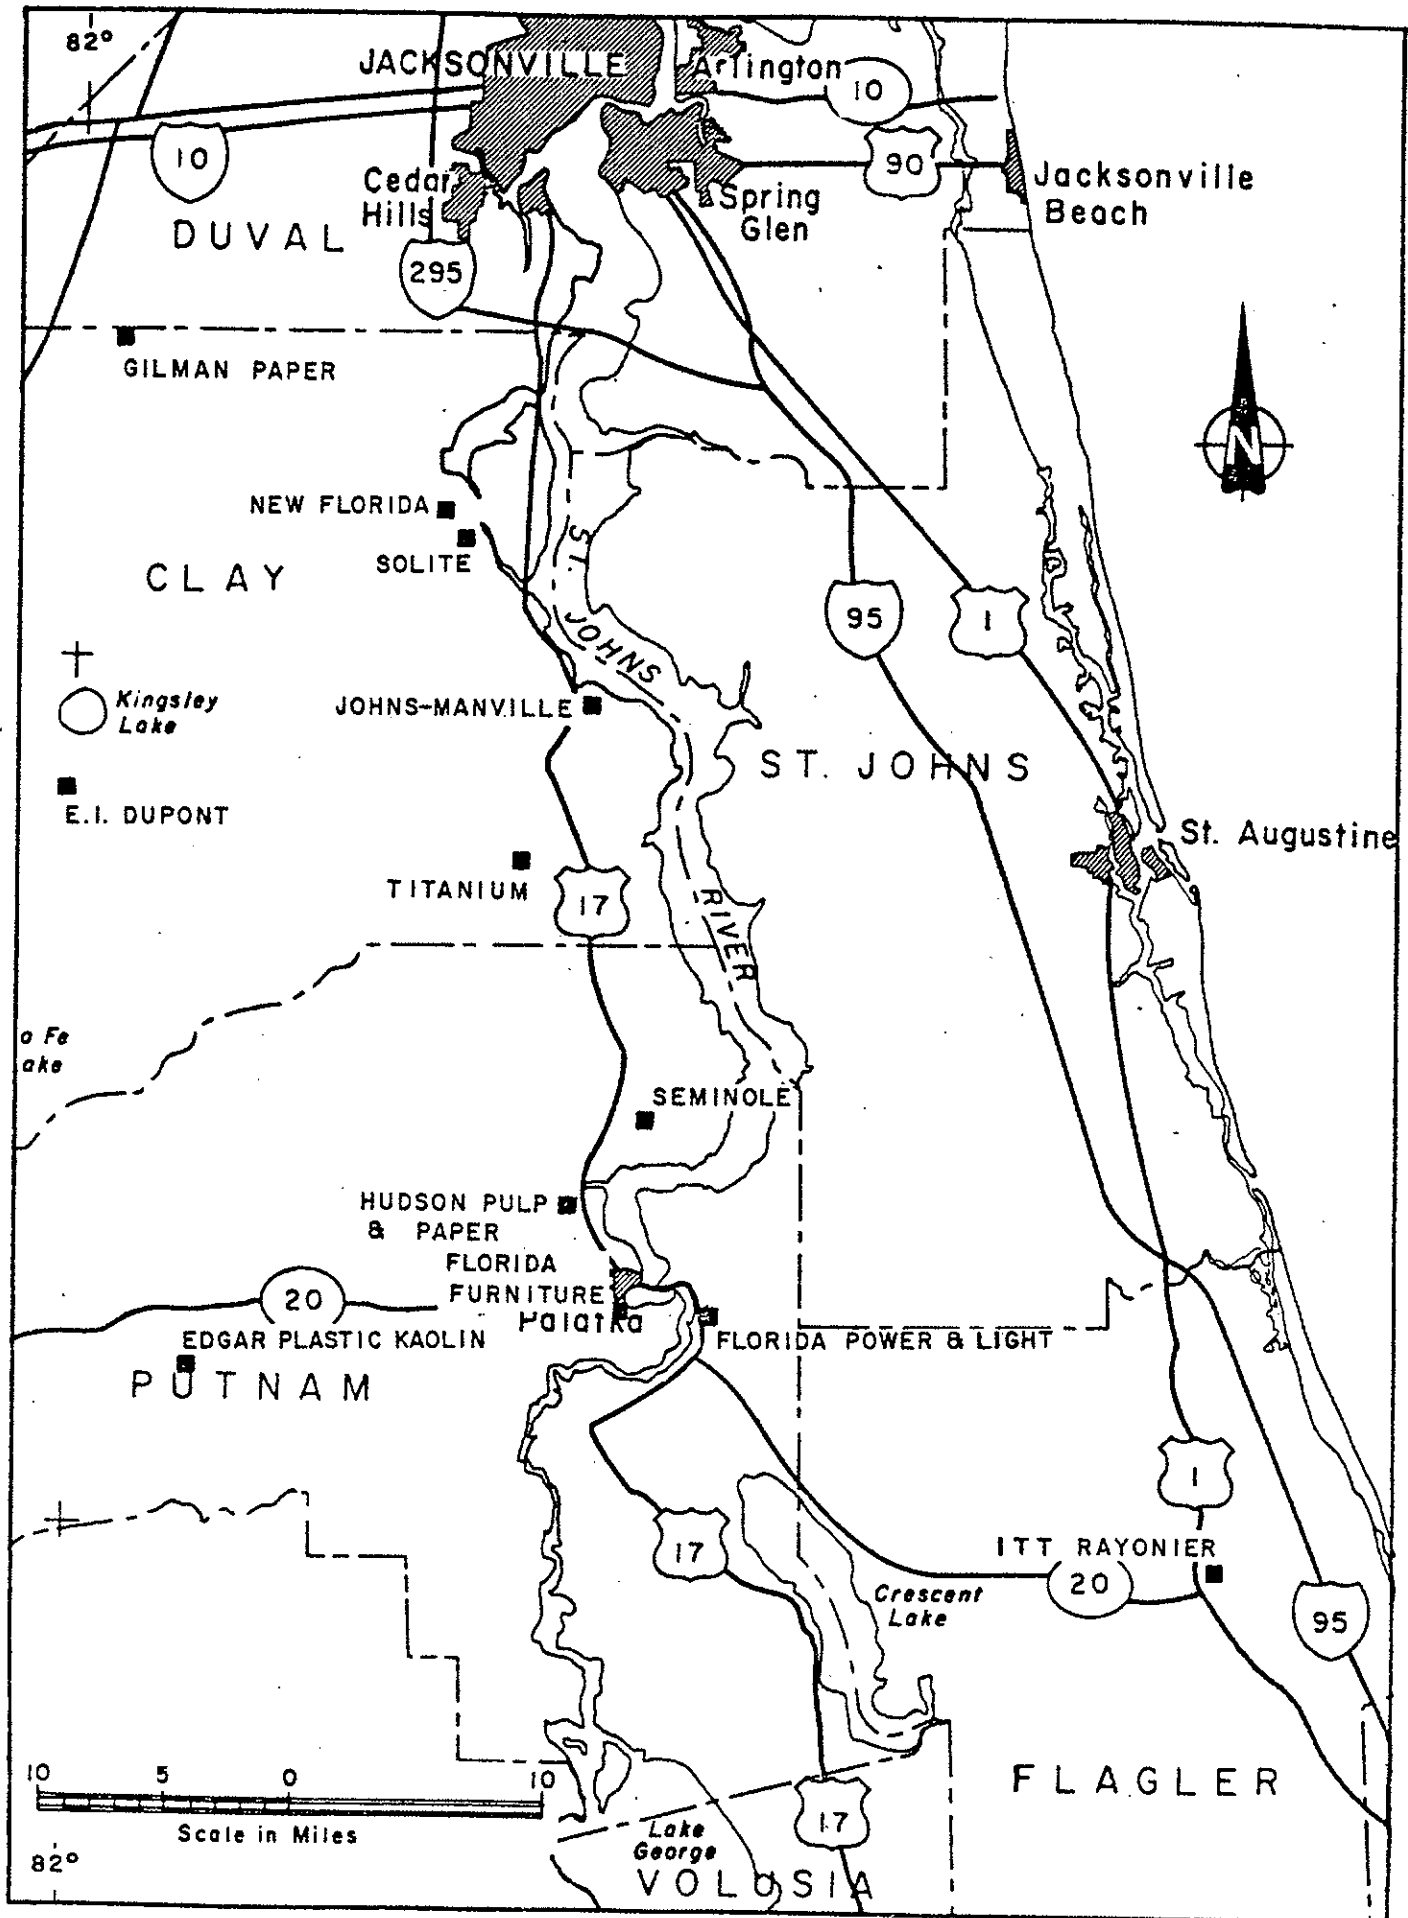 82°
JACKSONVILLE
Arlington
10
10
90
Cedar
Hills
Spring
Glen
Jacksonville
Beach
DUVAL
295
GILMAN PAPER
N
NEW FLORIDA
SOLITE
CLAY
ST. JOHNS RIVER
95
1
Kingsley
Lake
JOHNS-MANVILLE
ST. JOHNS
E.I. DUPONT
St. Augustine
TITANIUM
17
a Fe
ake
SEMINOLE
HUDSON PULP
& PAPER
FLORIDA
FURNITURE
20
Palatka
EDGAR PLASTIC KAOLIN
FLORIDA POWER & LIGHT
PUTNAM
1
17
ITT RAYONIER
20
Crescent
Lake
95
10 5 0 10
Scale in Miles
FLAGLER
17
Lake
George
82°
VOLUSIA